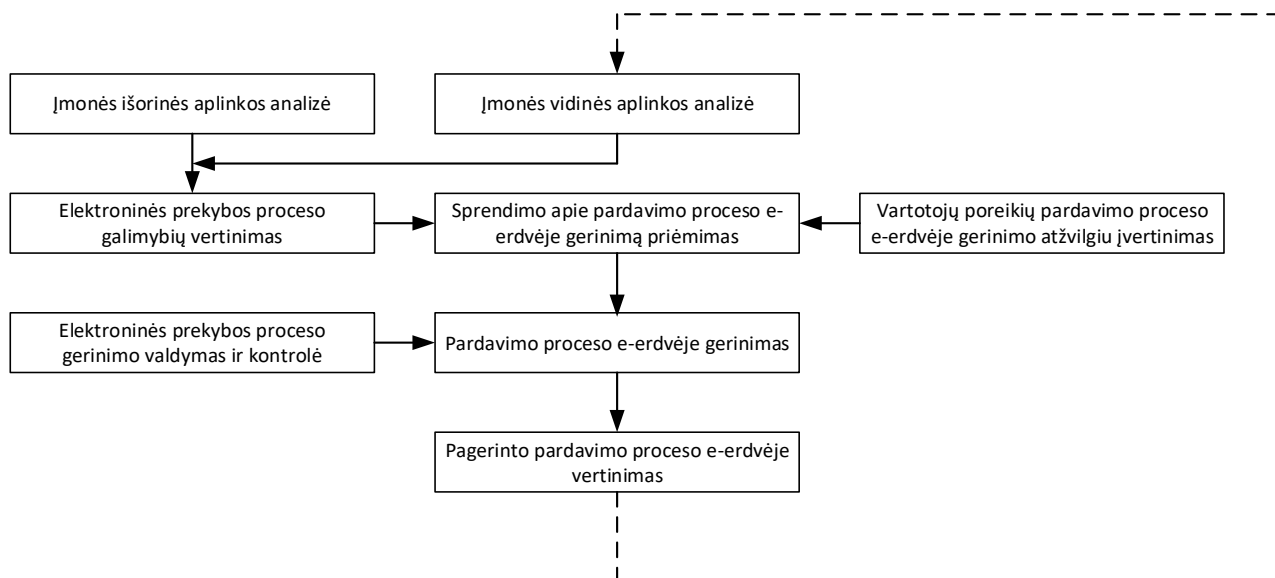 Įmonės išorinės aplinkos analizė
Įmonės vidinės aplinkos analizė
Elektroninės prekybos proceso
galimybių vertinimas
Sprendimo apie pardavimo proceso e-
erdvėje gerinimą priėmimas
Vartotojų poreikių pardavimo proceso
e-erdvėje gerinimo atžvilgiu įvertinimas
Elektroninės prekybos proceso
gerinimo valdymas ir kontrolė
Pardavimo proceso e-erdvėje gerinimas
Pagerinto pardavimo proceso e-erdvėje
vertinimas